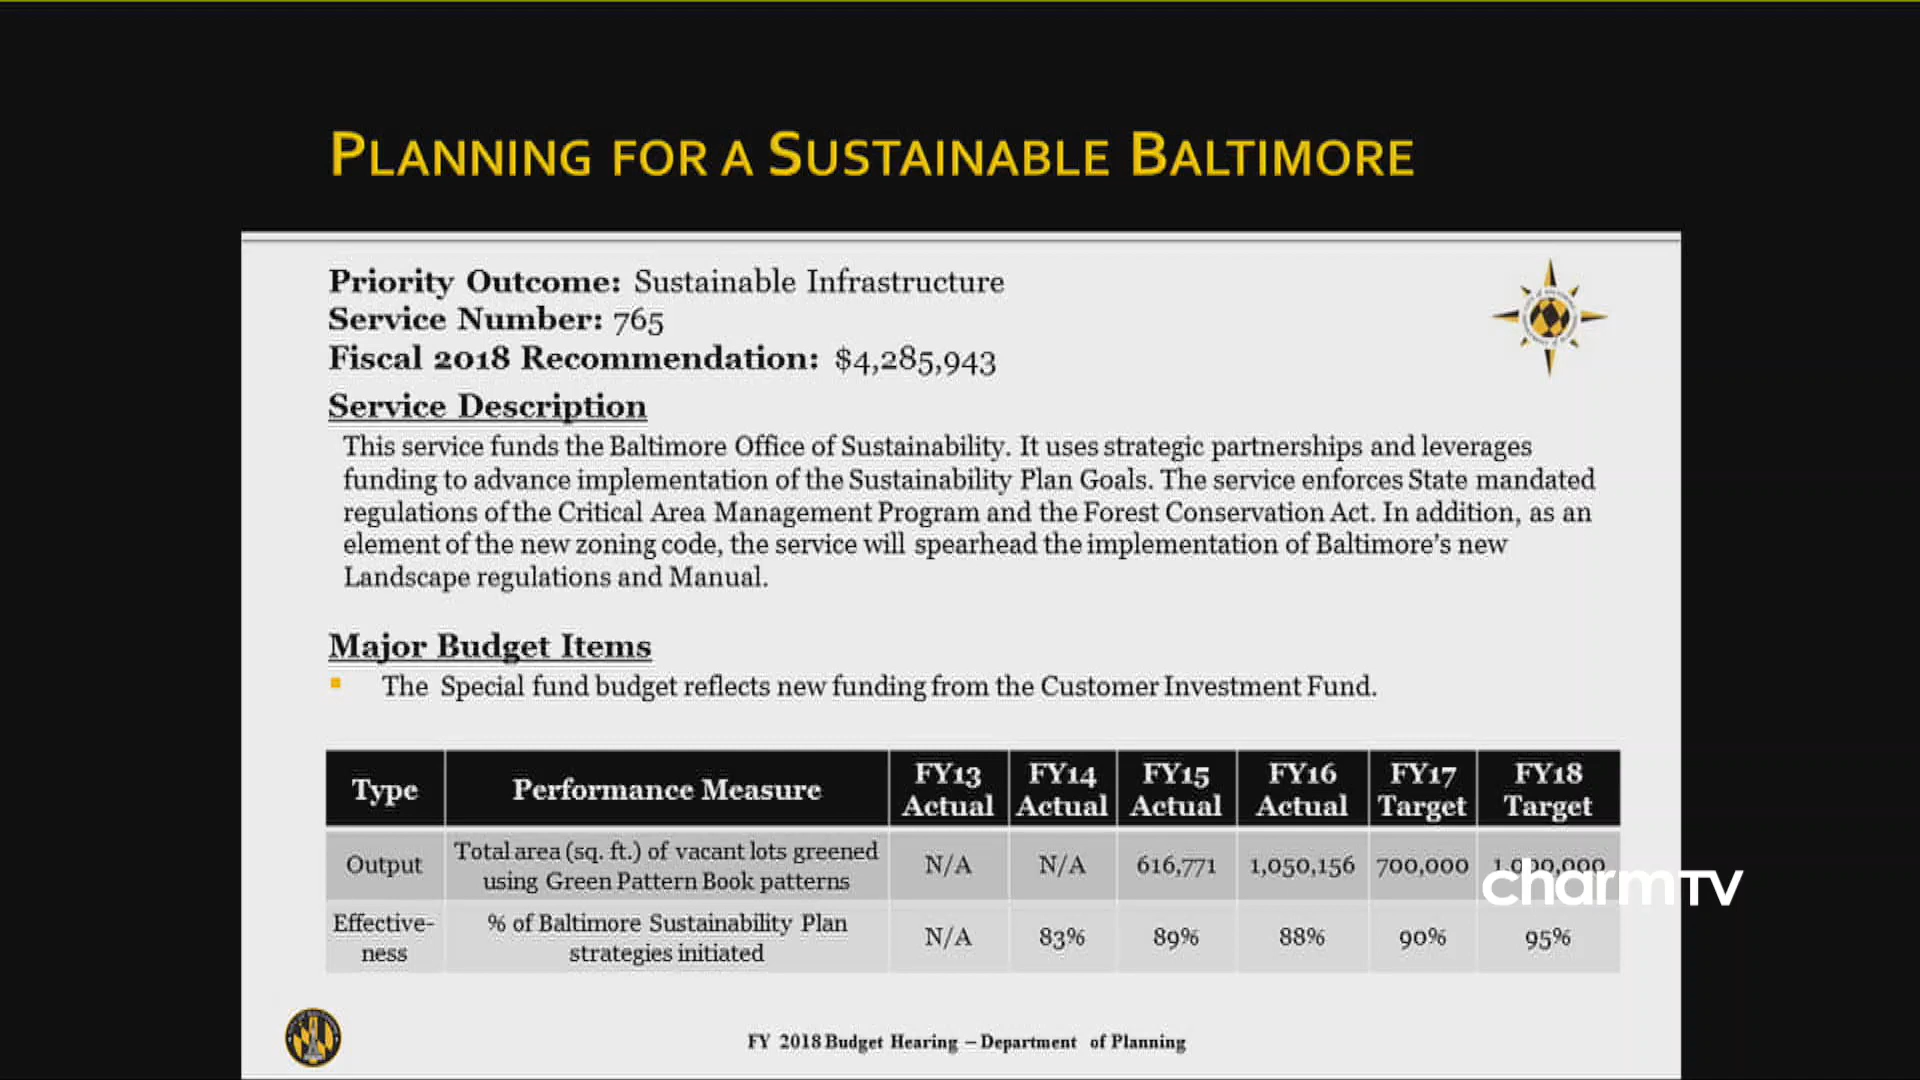 PLANNING FOR A SUSTAINABLE BALTIMORE
Priority Outcome: Sustainable Infrastructure
Service Number: 765
Fiscal 2018 Recommendation: $4,285,943
Service Description
This service funds the Baltimore Office of Sustainability. It uses strategic partnerships and leverages
funding to advance implementation of the Sustainability Plan Goals. The service enforces State mandated
regulations of the Critical Area Management Program and the Forest Conservation Act. In addition, as an
element of the new zoning code, the service will spearhead the implementation of Baltimore's new
Landscape regulations and Manual.
Major Budget Items
The Special fund budget reflects new funding from the Customer Investment Fund.
Type Performance Measure FY13 Actual FY14 Actual FY15 Actual FY16 Actual FY17 Target FY18 Target
Output Total area (sq. ft.) of vacant lots greened using Green Pattern Book patterns N/A N/A 616,771 1,050,156 700,000
charmTV
Effective-ness % of Baltimore Sustainability Plan strategies initiated N/A 83% 89% 88% 90% 95%
FY 2018 Budget Hearing – Department of Planning